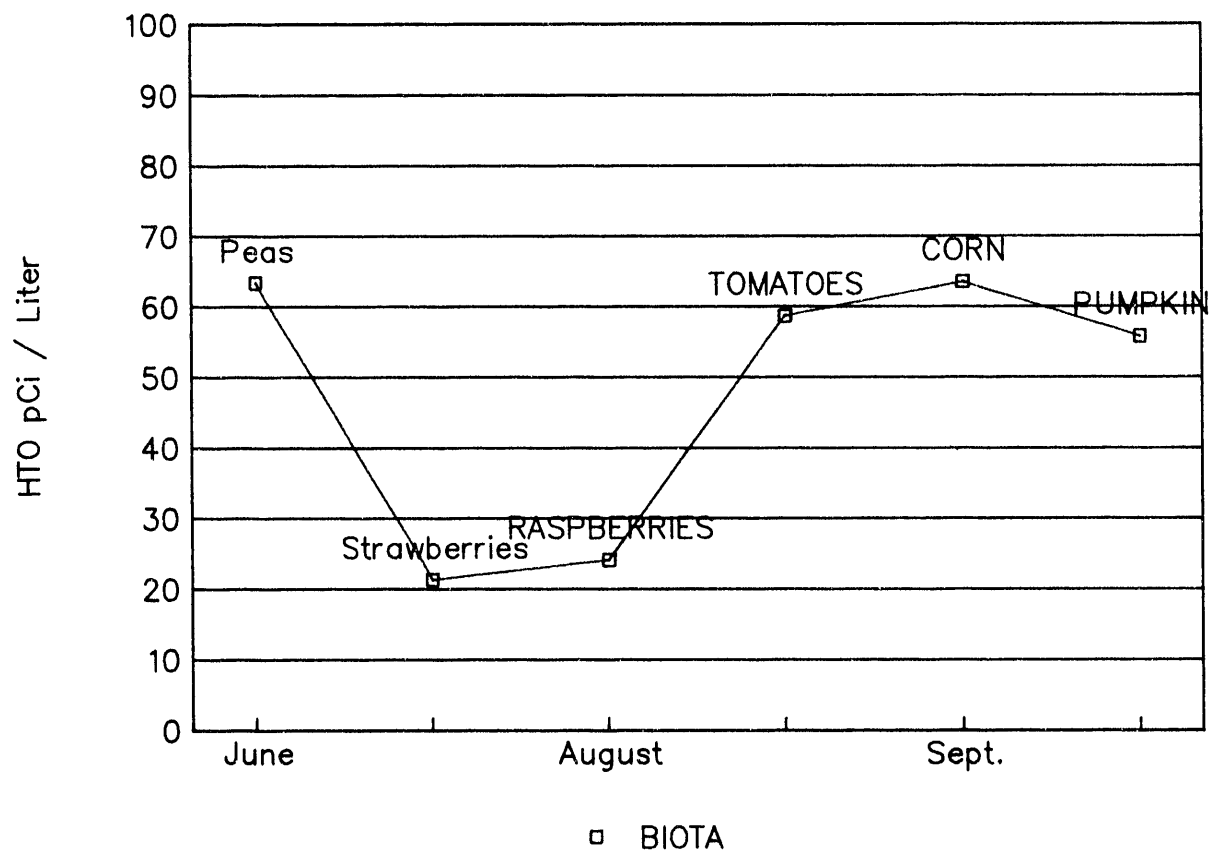 100
90
80
70
60
50
40
30
20
10
0
HTO pCi / Liter
Peas
Strawberries
RASPBERRIES
TOMATOES
CORN
PUMPKIN
June
August
Sept.
BIOTA